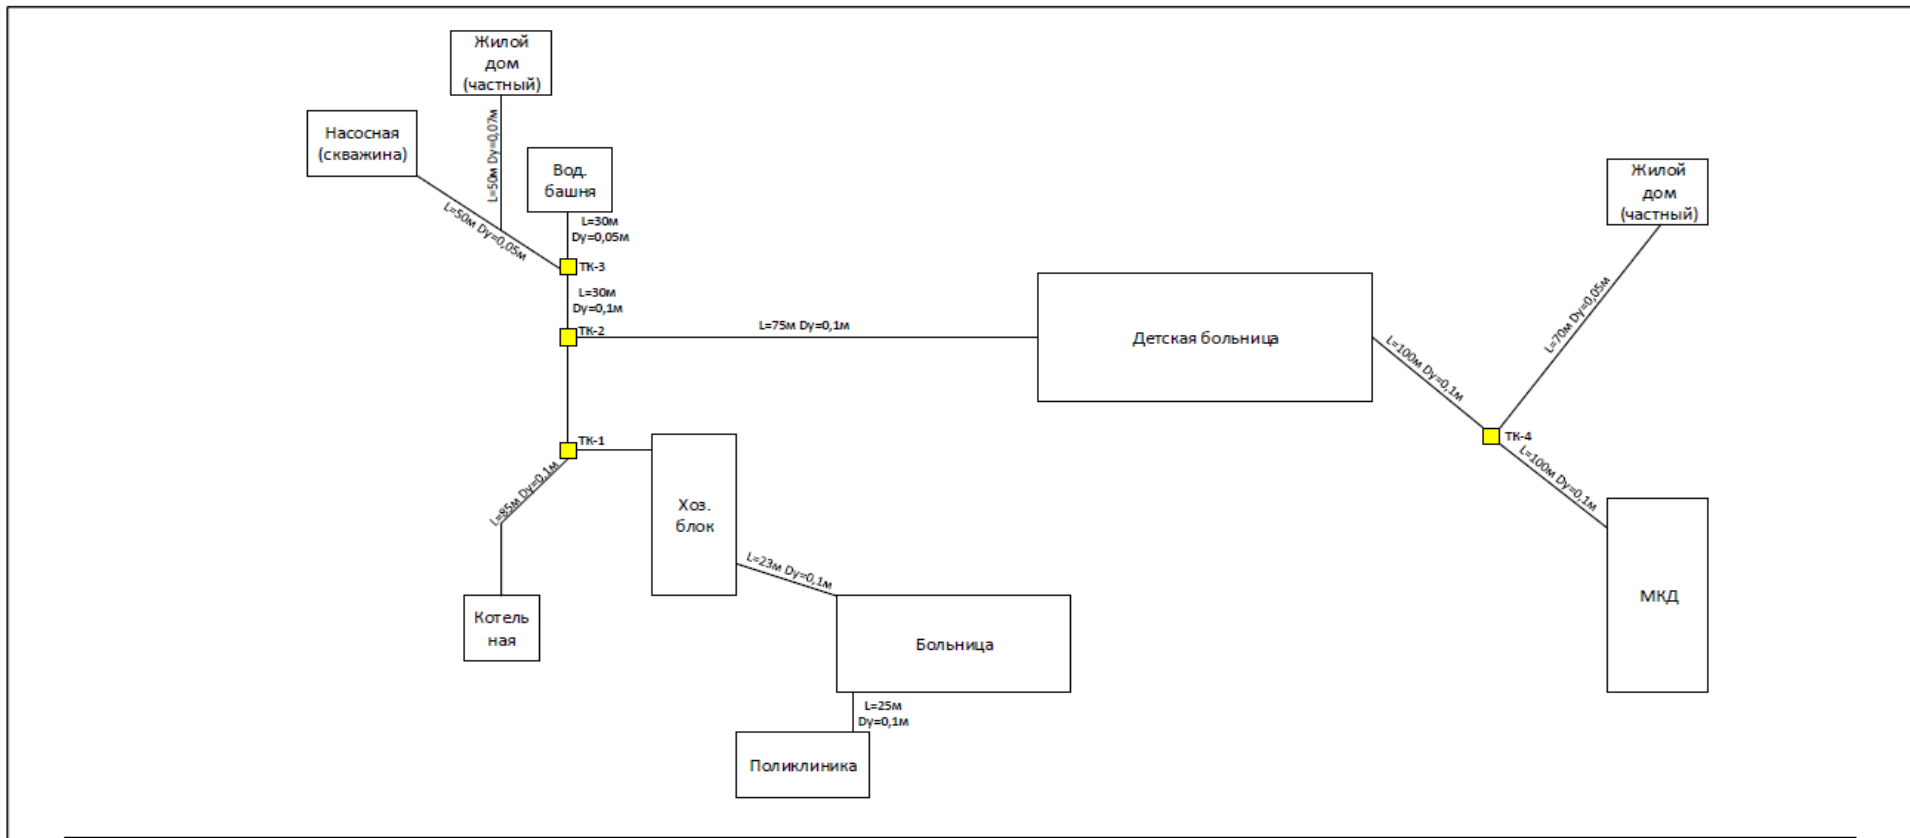 Жилой
дом
(частный)
Насосная
(скважина)
L=50м Dy=0,07м
Вод.
башня
L=50м Dy=0,05м
L=30м
Dy=0,05м
ТК-3
L=30м
Dy=0,1м
ТК-2
L=75м Dy=0,1м
Детская больница
Жилой
дом
(частный)
L=70м Dy=0,05м
L=100м Dy=0,1м
ТК-4
L=100м Dy=0,1м
МКД
ТК-1
L=85м Dy=0,1м
Хоз.
блок
L=23м Dy=0,1м
Котель
ная
Больница
L=25м
Dy=0,1м
Поликлиника